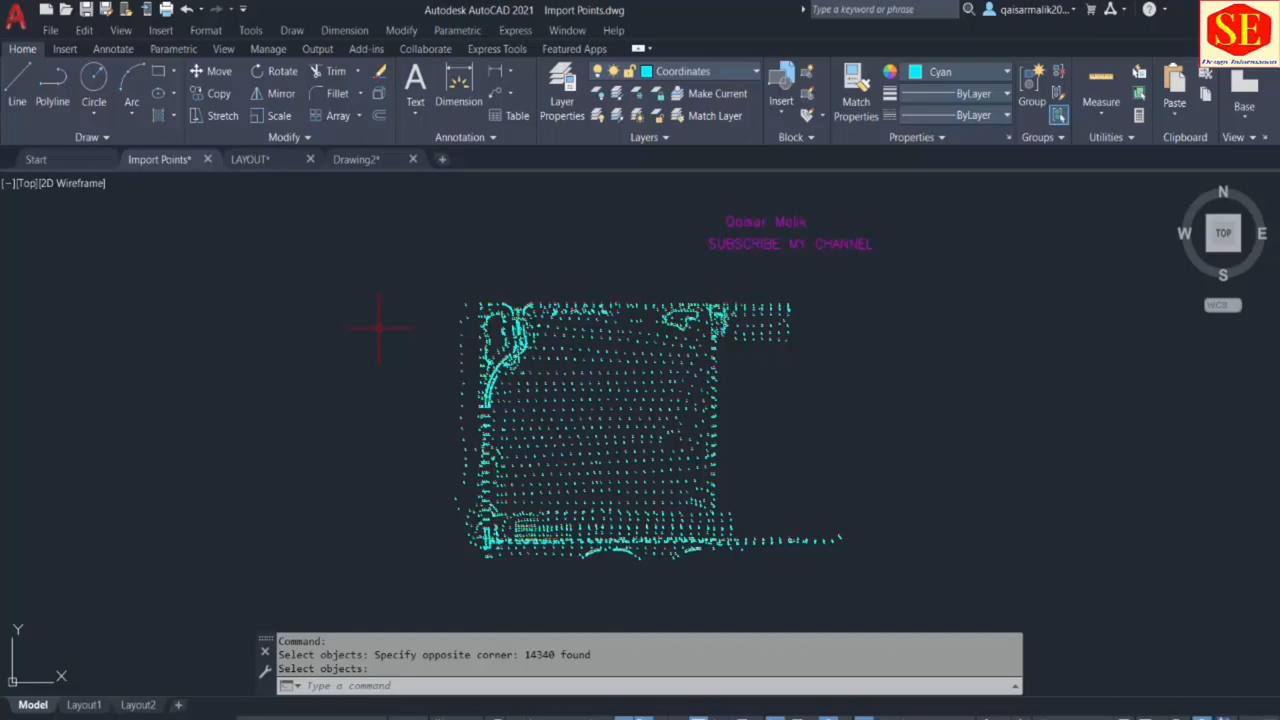 Autodesk AutoCAD 2021 Import Points.dwg
Type a keyword or phrase
qaisarmalik20...
SE
Design Information
File Edit View Insert Format Tools Draw Dimension Modify Parametric Express Window Help
Home Insert Annotate Parametric View Manage Output Add-ins Collaborate Express Tools Featured Apps
Line Polyline Circle Arc
Move Rotate Trim
Copy Mirror Fillet
Stretch Scale Array
Text Dimension
Table
Layer Properties
Coordinates
Make Current
Match Layer
Insert
Match Properties
Cyan
ByLayer
ByLayer
Group
Measure
Paste
Base
Draw Modify Annotation Layers Block Properties Groups Utilities Clipboard View
Start Import Points* LAYOUT* Drawing2*
[−][Top][2D Wireframe]
Qaisar Malik
SUBSCRIBE MY CHANNEL
N
W TOP E
S
WCS
Y
X
Command:
Select objects: Specify opposite corner: 14340 found
Select objects:
Type a command
Model Layout1 Layout2